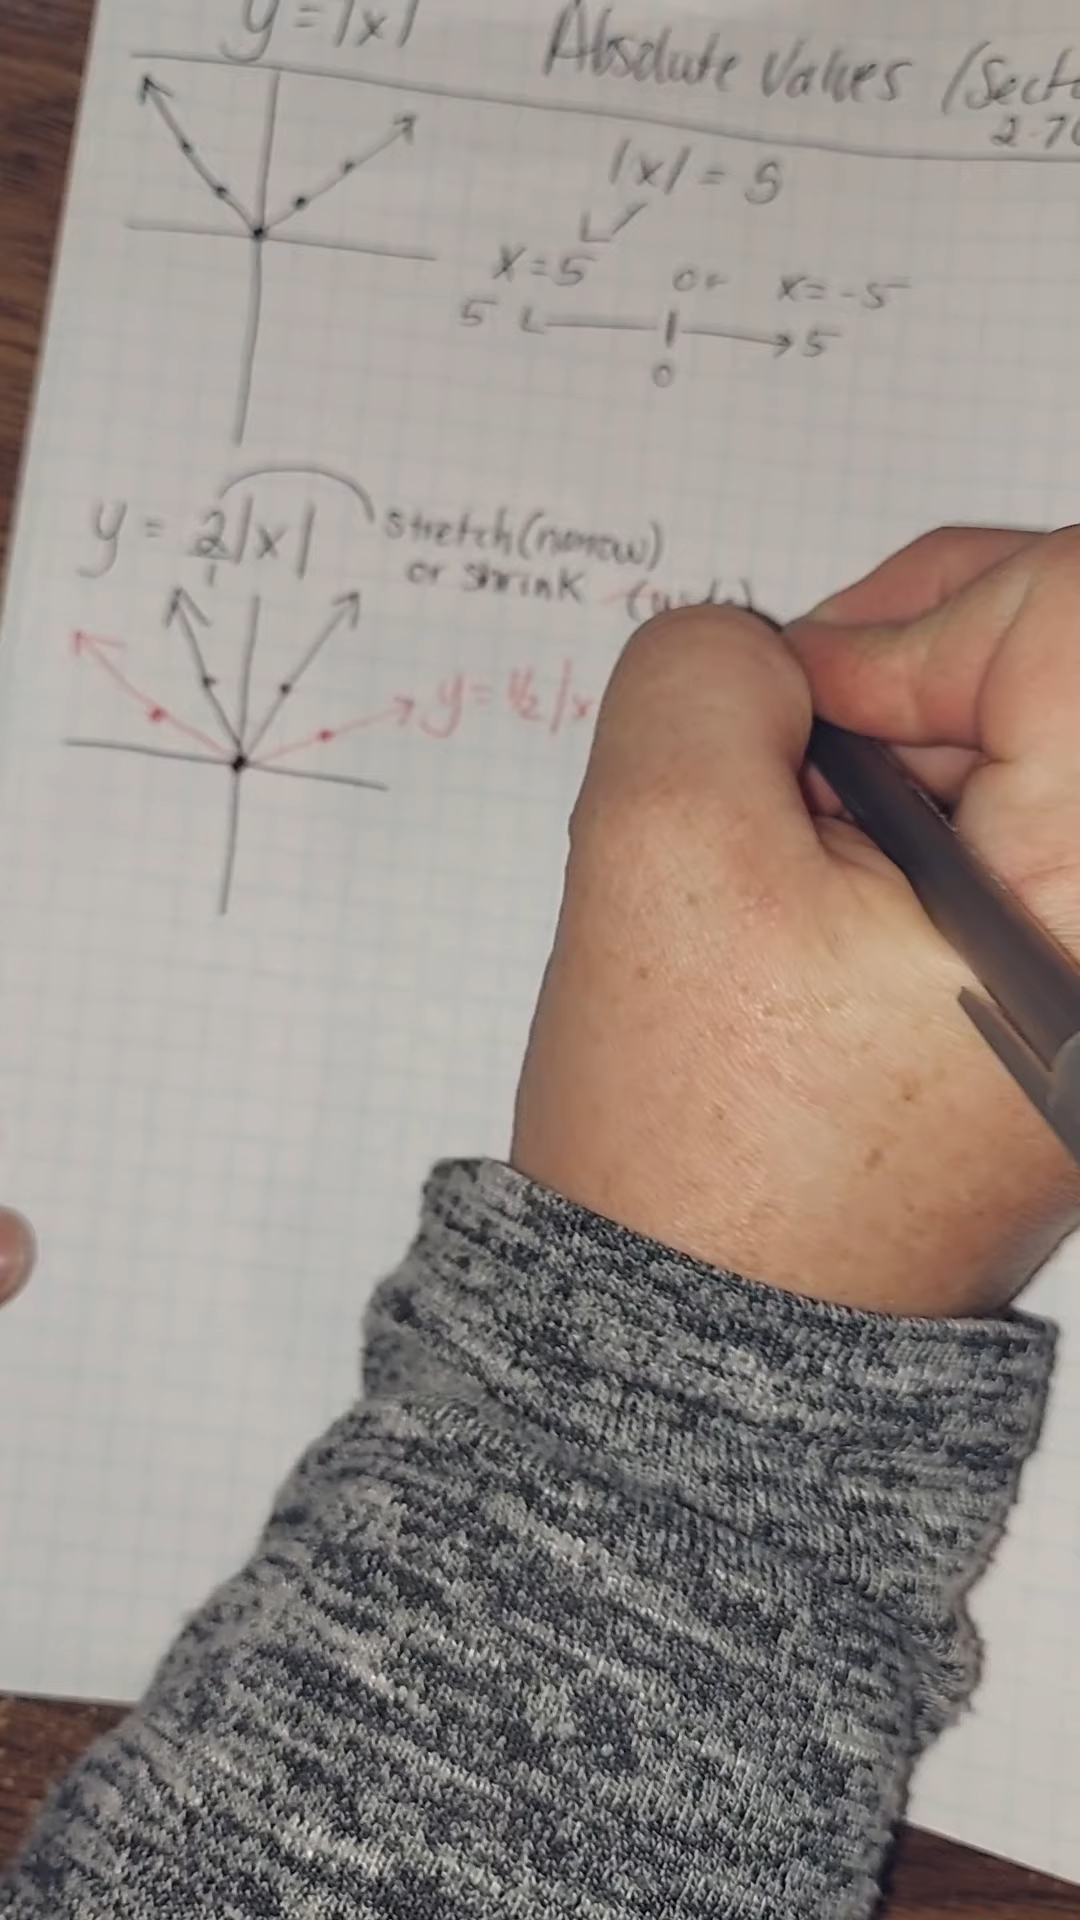 y = |x|
Absolute Values (Sect
2.7
|x| = 5
x = 5 or x = -5
5 5
0
y = 2|x| stretch (narrow)
1 or shrink
y = 1/2 |x